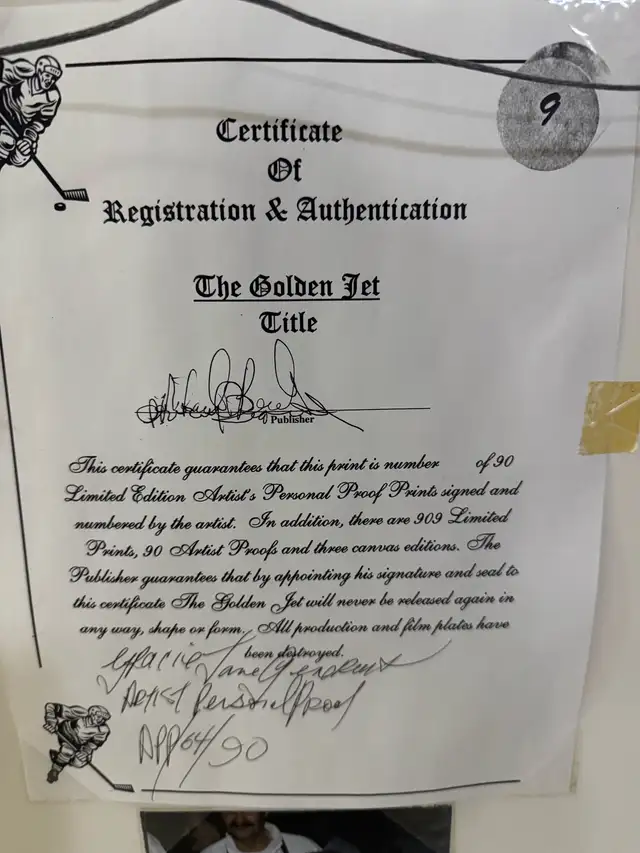 9
Certificate
Of
Registration & Authentication
The Golden Jet
Title
Publisher
This certificate guarantees that this print is number of 90
Limited Edition Artist's Personal Proof Prints signed and
numbered by the artist. In addition, there are 909 Limited
Prints, 90 Artist Proofs and three canvas editions. The
Publisher guarantees that by appointing his signature and seal to
this certificate The Golden Jet will never be released again in
any way, shape or form. All production and film plates have
been destroyed.
Artist Personal Proof
APP 64/90